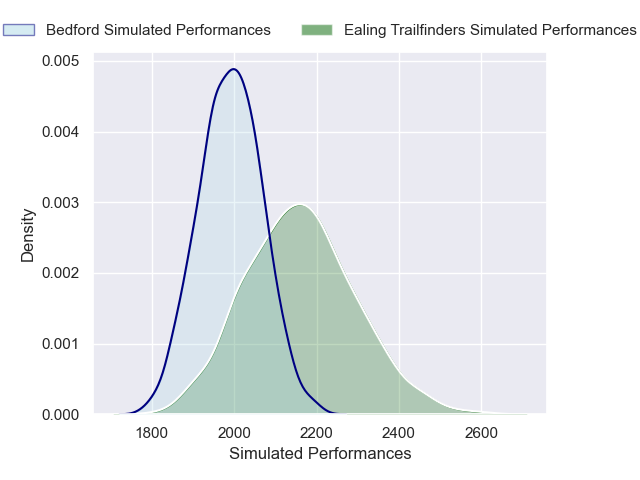 Bedford Simulated Performances Ealing Trailfinders Simulated Performances
0.005
0.004
0.003
0.002
0.001
0.000
Density
1800 2000 2200 2400 2600
Simulated Performances